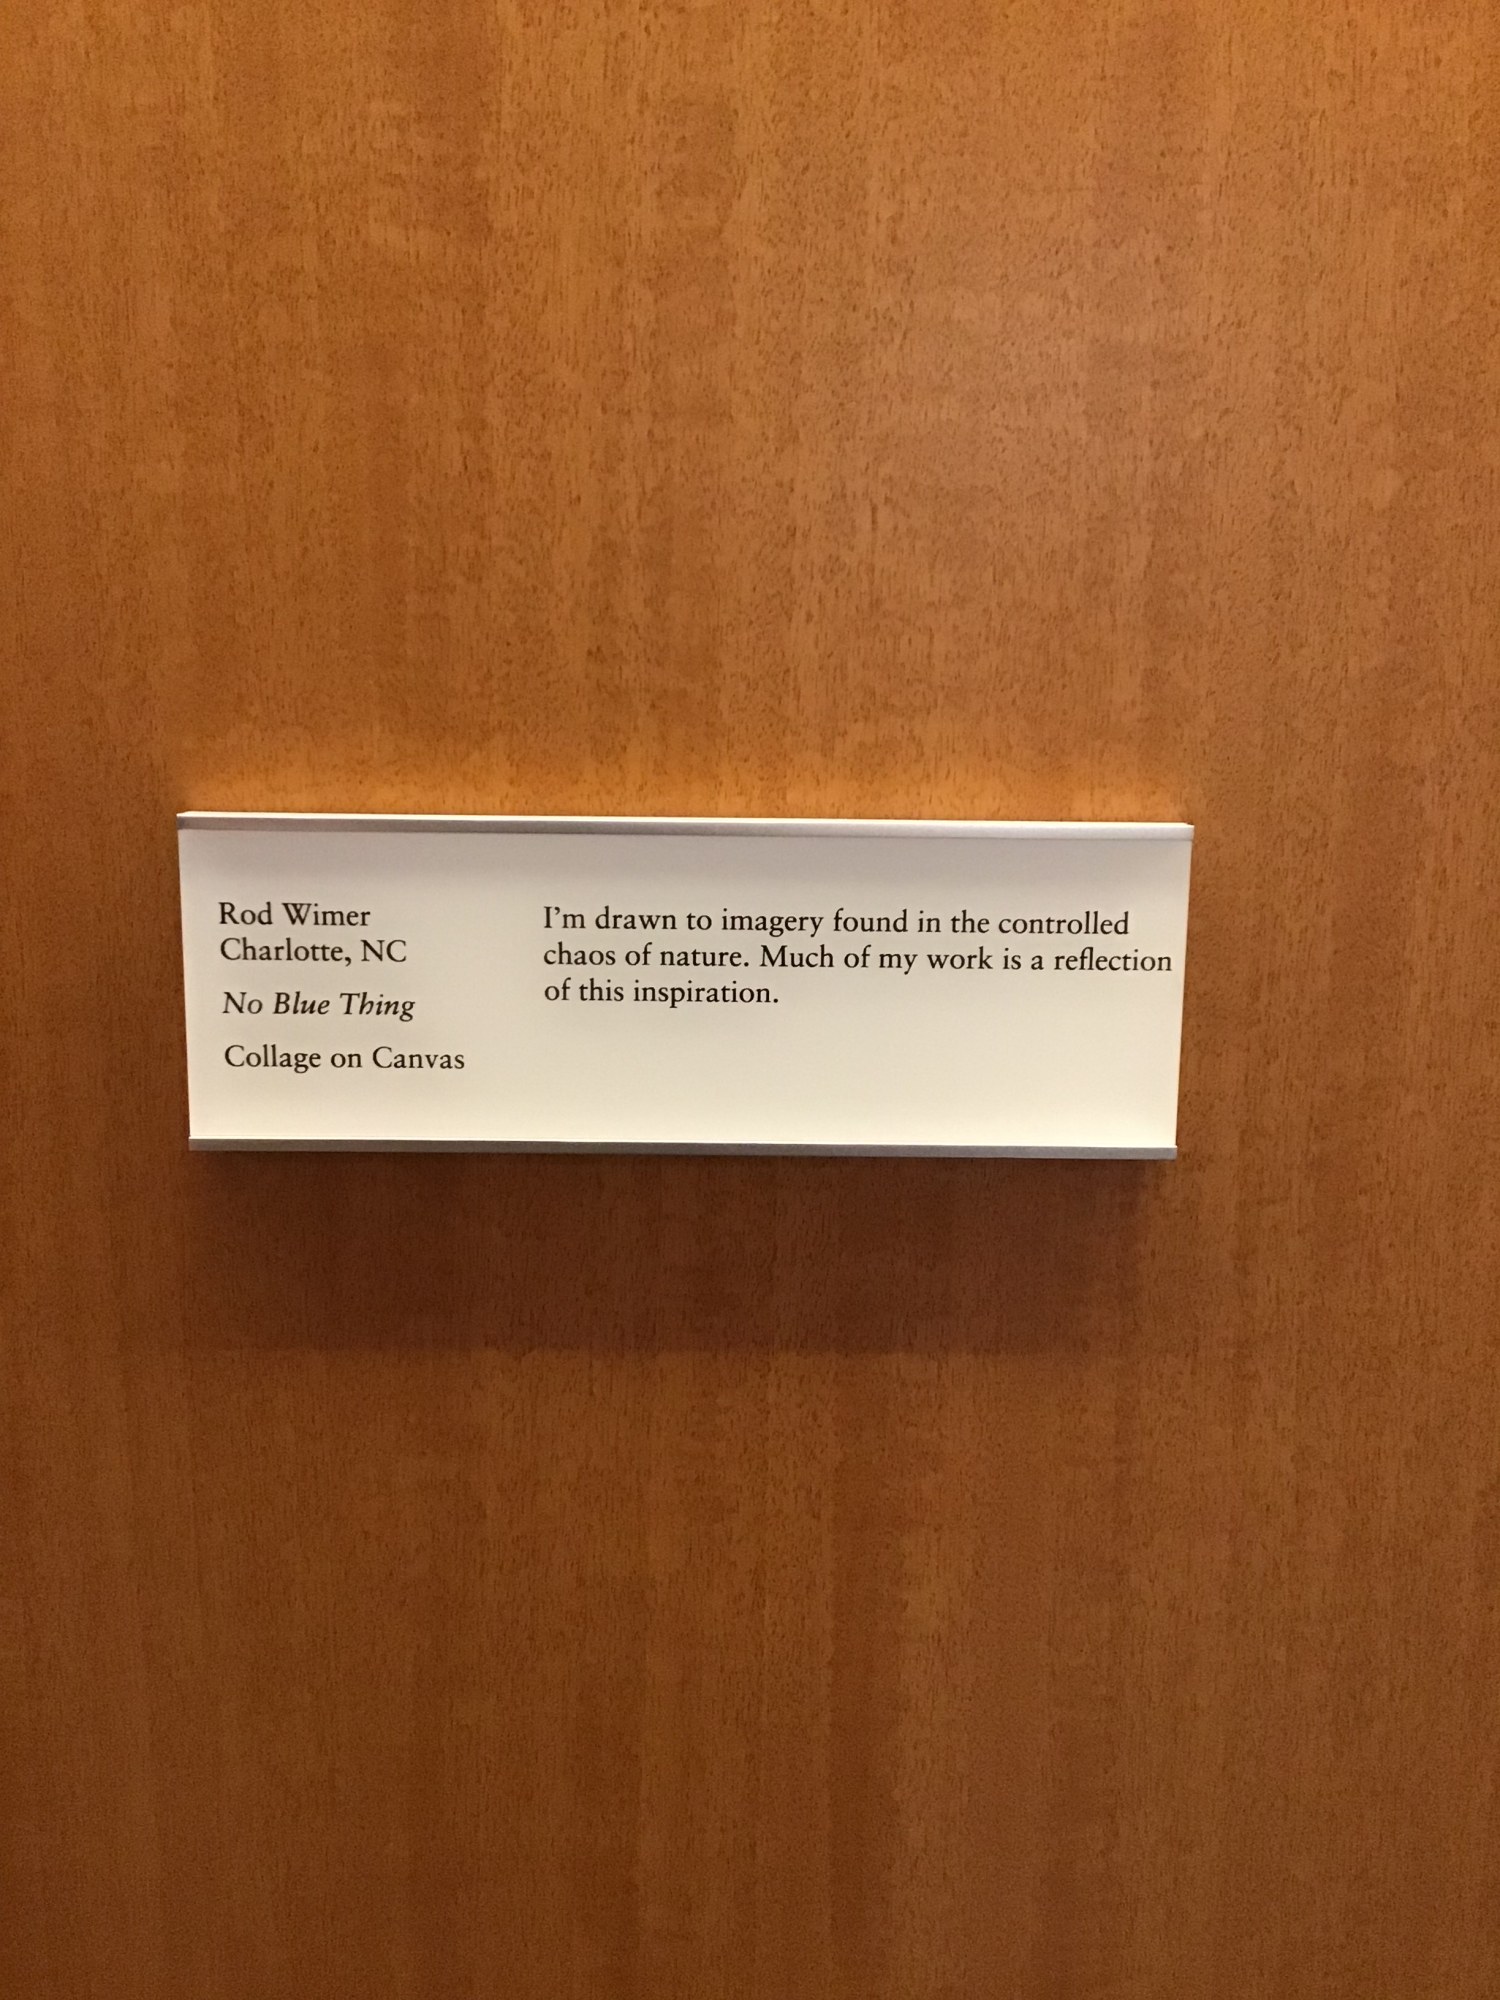 Rod Wimer
Charlotte, NC
No Blue Thing
Collage on Canvas
I'm drawn to imagery found in the controlled
chaos of nature. Much of my work is a reflection
of this inspiration.